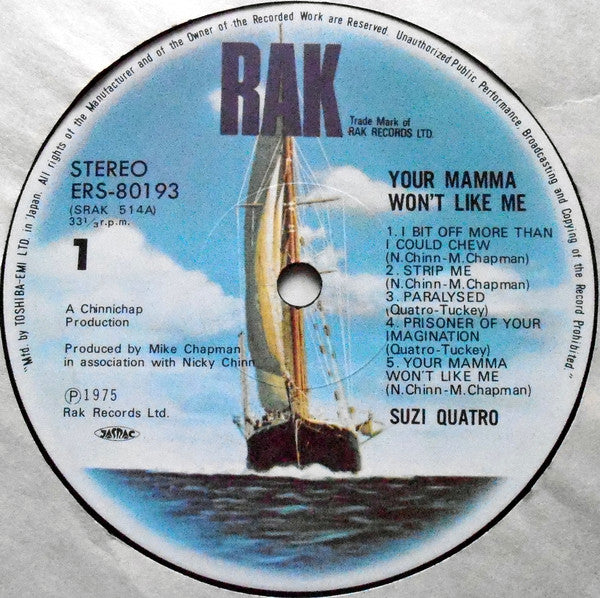 "Mfd. by TOSHIBA-EMI LTD. in Japan. All rights of the Manufacturer and of the Owner of the Recorded Work are Reserved. Unauthorized Public Performance, Broadcasting and Copying of the Record Prohibited."
RAK
Trade Mark of
RAK RECORDS LTD.
STEREO
ERS-80193
(SRAK 514A)
33 1/3 r.p.m.
1
A Chinnichap
Production
Produced by Mike Chapman
in association with Nicky Chinn
Ⓟ1975
Rak Records Ltd.
JASRAC
YOUR MAMMA
WON'T LIKE ME
1. I BIT OFF MORE THAN
I COULD CHEW
(N.Chinn-M.Chapman)
2. STRIP ME
(N.Chinn-M.Chapman)
3. PARALYSED
(Quatro-Tuckey)
4. PRISONER OF YOUR
IMAGINATION
(Quatro-Tuckey)
5. YOUR MAMMA
WON'T LIKE ME
(N.Chinn-M.Chapman)
SUZI QUATRO